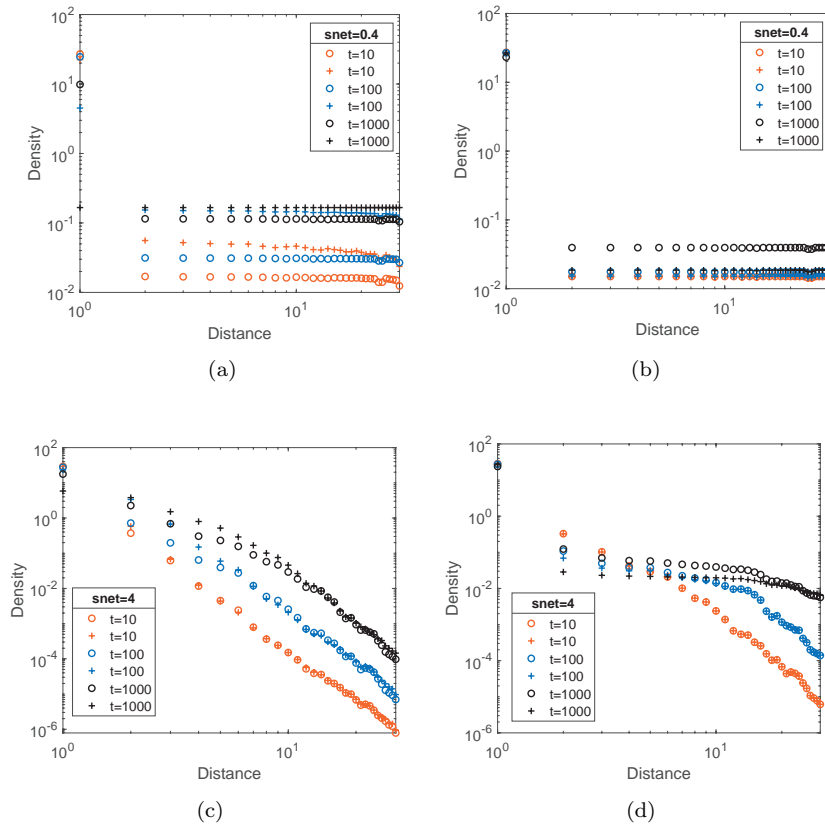 10^2
10^1
10^0
10^-1
10^-2
Density
10^0
10^1
Distance
snet=0.4
t=10
t=10
t=100
t=100
t=1000
t=1000
(a)
10^2
10^1
10^0
10^-1
10^-2
Density
10^0
10^1
Distance
snet=0.4
t=10
t=10
t=100
t=100
t=1000
t=1000
(b)
10^2
10^0
10^-2
10^-4
10^-6
Density
10^0
10^1
Distance
snet=4
t=10
t=10
t=100
t=100
t=1000
t=1000
(c)
10^2
10^0
10^-2
10^-4
10^-6
Density
10^0
10^1
Distance
snet=4
t=10
t=10
t=100
t=100
t=1000
t=1000
(d)